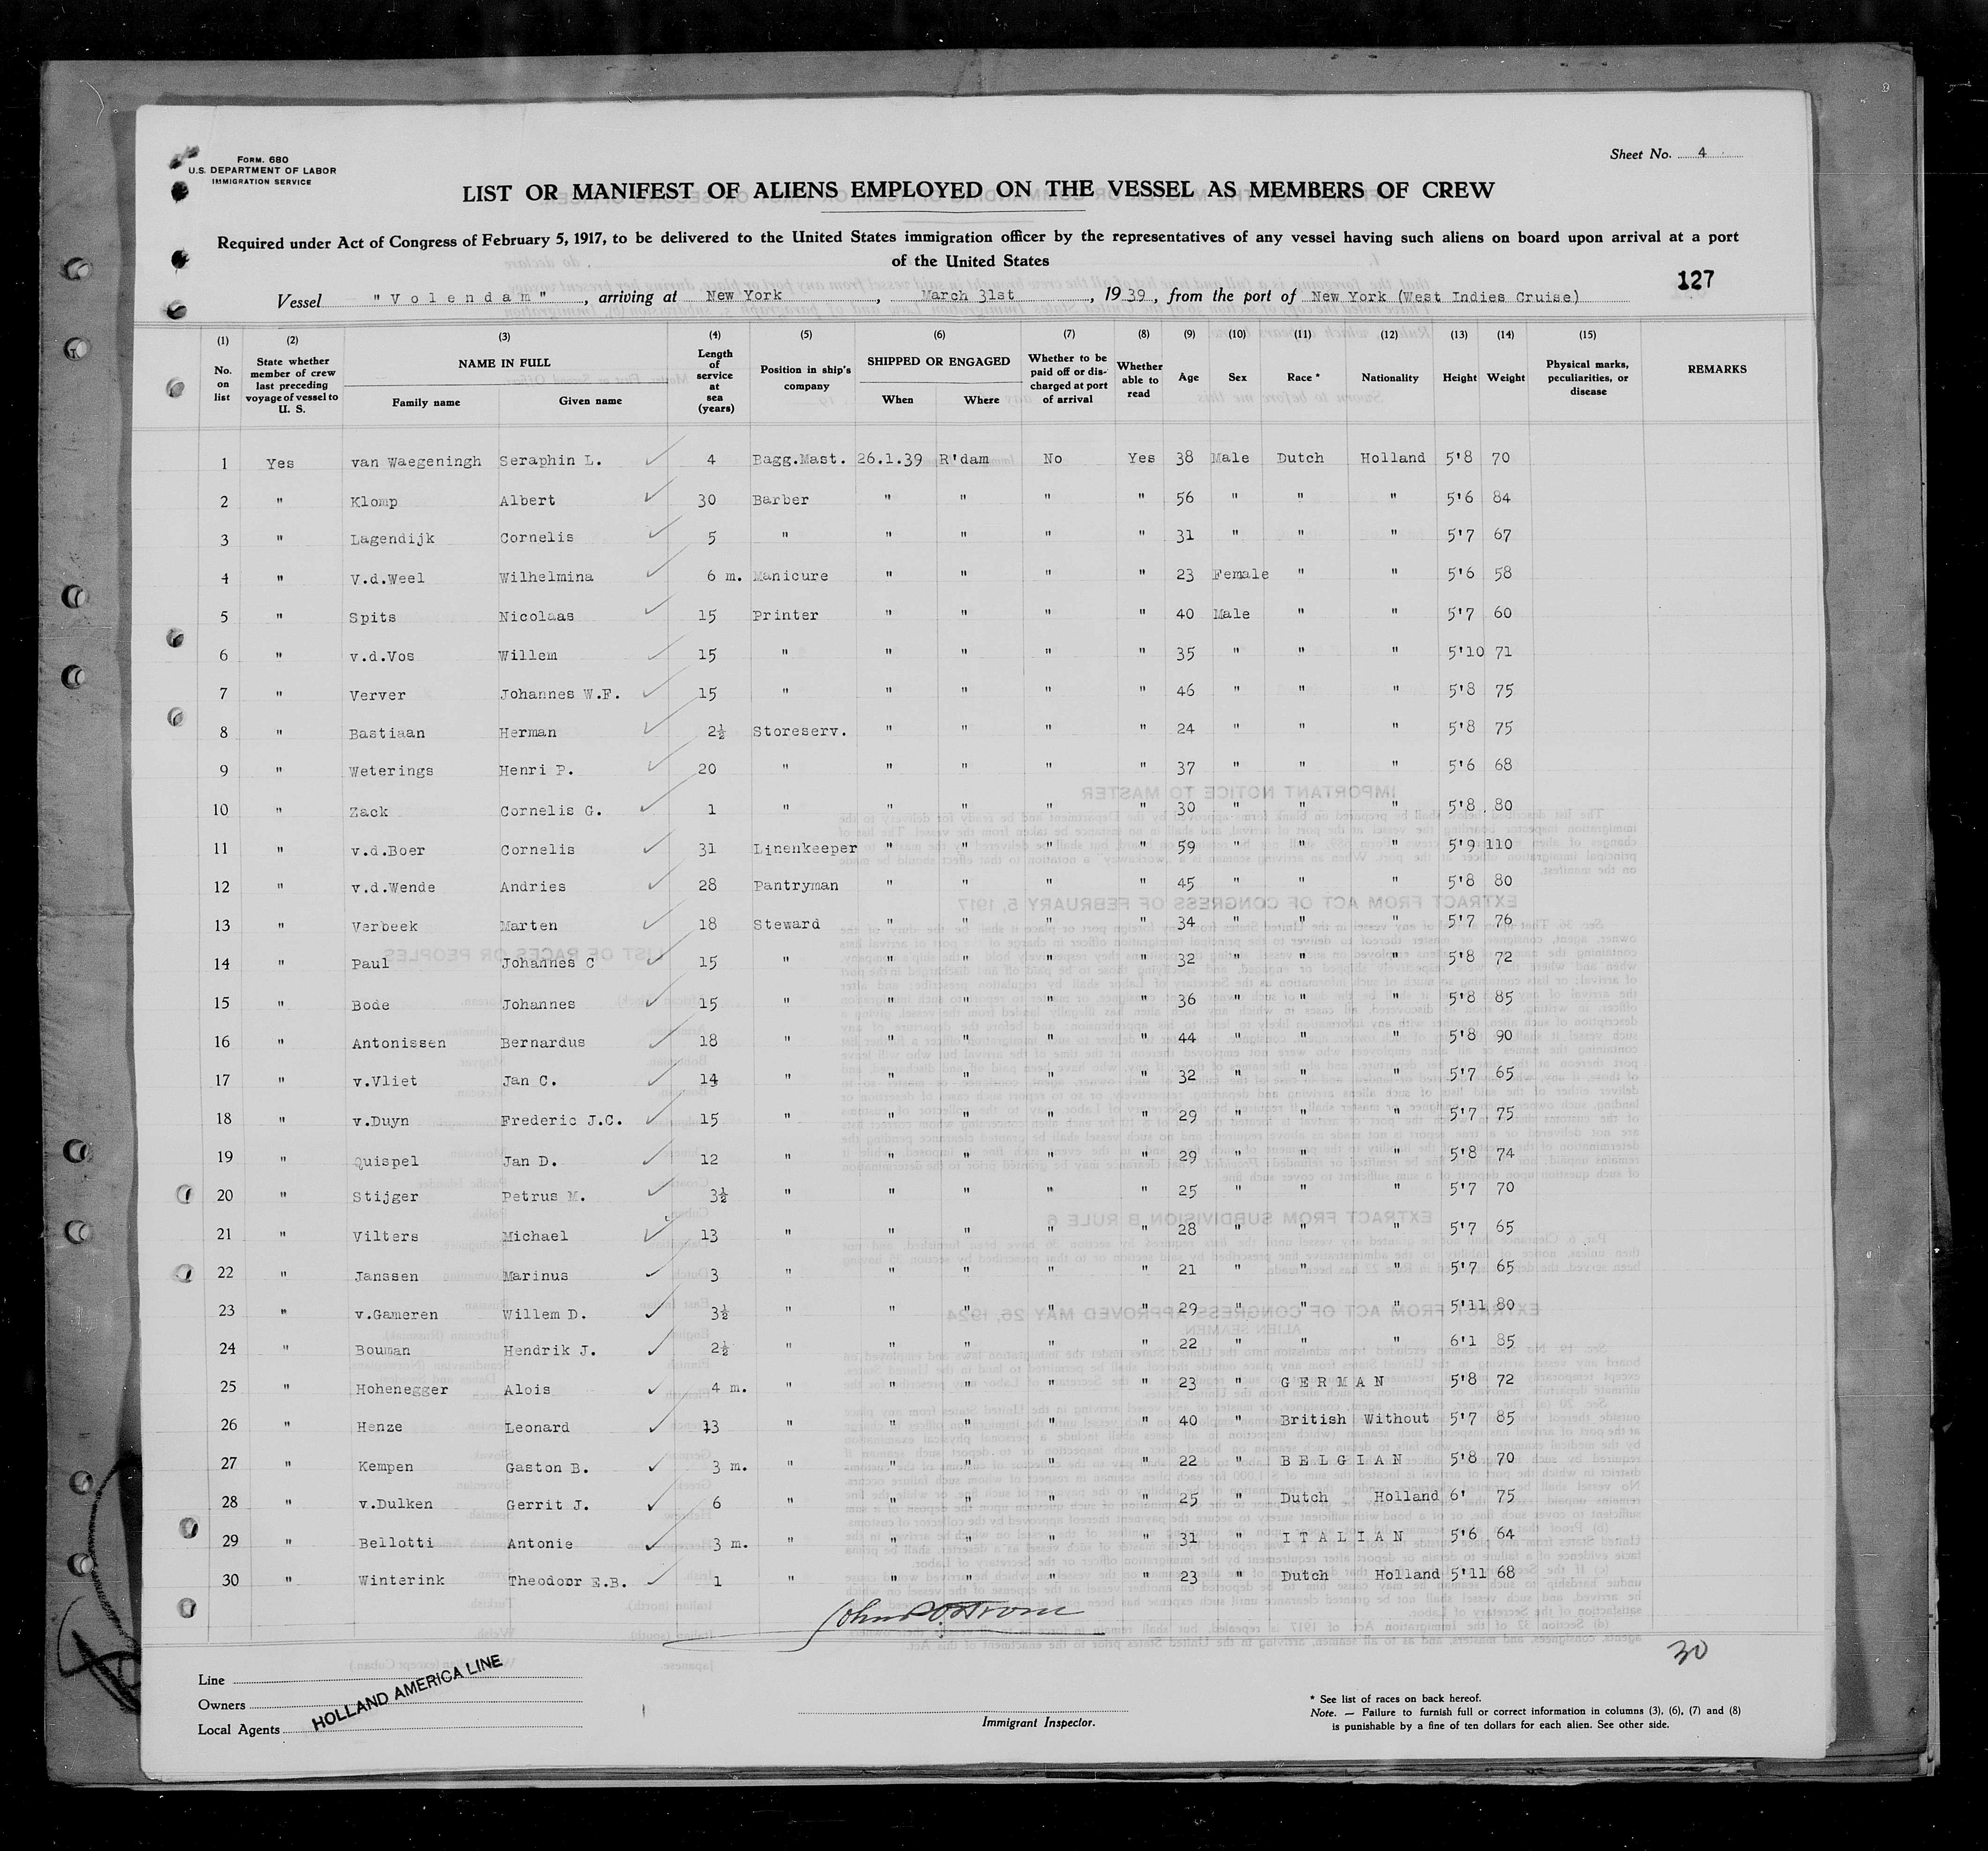 FORM. 680
U.S. DEPARTMENT OF LABOR
IMMIGRATION SERVICE
Sheet No. 4
LIST OR MANIFEST OF ALIENS EMPLOYED ON THE VESSEL AS MEMBERS OF CREW
Required under Act of Congress of February 5, 1917, to be delivered to the United States immigration officer by the representatives of any vessel having such aliens on board upon arrival at a port
of the United States
127
Vessel "Volendam", arriving at New York, March 31st, 1939, from the port of New York (West Indies Cruise)
(1) (2) (3) (4) (5) (6) (7) (8) (9) (10) (11) (12) (13) (14) (15)
No. on list | State whether member of crew last preceding voyage of vessel to U. S. | NAME IN FULL Family name Given name | Length of service at sea (years) | Position in ship's company | SHIPPED OR ENGAGED When Where | Whether to be paid off or discharged at port of arrival | Whether able to read | Age | Sex | Race * | Nationality | Height | Weight | Physical marks, peculiarities, or disease | REMARKS
1 Yes van Waegeningh Seraphin L. 4 Bagg.Mast. 26.1.39 R'dam No Yes 38 Male Dutch Holland 5'8 70
2 " Klomp Albert 30 Barber " " " " 56 " " " 5'6 84
3 " Lagendijk Cornelis 5 " " " " " 31 " " " 5'7 67
4 " V.d.Weel Wilhelmina 6 m. Manicure " " " " 23 Female " " 5'6 58
5 " Spits Nicolaas 15 Printer " " " " 40 Male " " 5'7 60
6 " v.d.Vos Willem 15 " " " " " 35 " " " 5'10 71
7 " Verver Johannes W.F. 15 " " " " " 46 " " " 5'8 75
8 " Bastiaan Herman 2½ Storeserv. " " " " 24 " " " 5'8 75
9 " Weterings Henri P. 20 " " " " " 37 " " " 5'6 68
10 " Zack Cornelis G. 1 " " " " " 30 " " " 5'8 80
11 " v.d.Boer Cornelis 31 Linenkeeper " " " " 59 " " " 5'9 110
12 " v.d.Wende Andries 28 Pantryman " " " " 45 " " " 5'8 80
13 " Verbeek Marten 18 Steward " " " " 34 " " " 5'7 76
14 " Paul Johannes C 15 " " " " " 32 " " " 5'8 72
15 " Bode Johannes 15 " " " " " 36 " " " 5'8 85
16 " Antonissen Bernardus 18 " " " " " 44 " " " 5'8 90
17 " v.Vliet Jan C. 14 " " " " " 32 " " " 5'7 65
18 " v.Duyn Frederic J.C. 15 " " " " " 29 " " " 5'7 75
19 " Quispel Jan D. 12 " " " " " 29 " " " 5'8 74
20 " Stijger Petrus M. 3½ " " " " " 25 " " " 5'7 70
21 " Vilters Michael 13 " " " " " 28 " " " 5'7 65
22 " Janssen Marinus 3 " " " " " 21 " " " 5'7 65
23 " v.Gameren Willem D. 3½ " " " " " 29 " " " 5'11 80
24 " Bouman Hendrik J. 2½ " " " " " 22 " " " 6'1 85
25 " Hohenegger Alois 4 m. " " " " " 23 " GERMAN 5'8 72
26 " Henze Leonard 13 " " " " " 40 " British Without 5'7 85
27 " Kempen Gaston B. 3 m. " " " " " 22 " BELGIAN 5'8 70
28 " v.Dulken Gerrit J. 6 " " " " " 25 " Dutch Holland 6' 75
29 " Bellotti Antonie 3 m. " " " " " 31 " ITALIAN 5'6 64
30 " Winterink Theodoor E.B. 1 " " " " " 23 " Dutch Holland 5'11 68
30
Line
Owners
Local Agents
HOLLAND AMERICA LINE
Immigrant Inspector.
* See list of races on back hereof.
Note. — Failure to furnish full or correct information in columns (3), (6), (7) and (8)
is punishable by a fine of ten dollars for each alien. See other side.